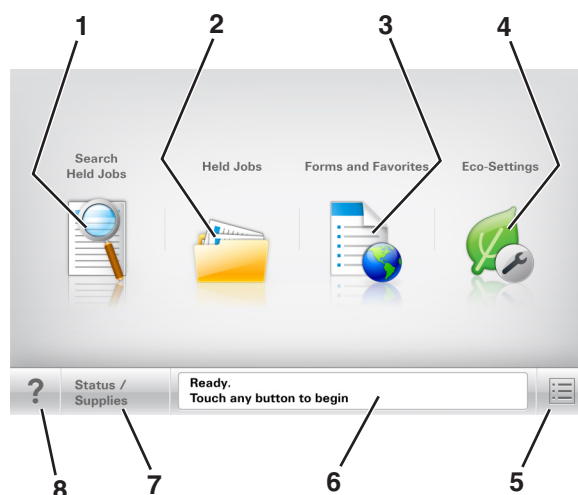 1
2
3
4
Search
Held Jobs
Held Jobs
Forms and Favorites
Eco-Settings
?
Status /
Supplies
Ready.
Touch any button to begin
8
7
6
5